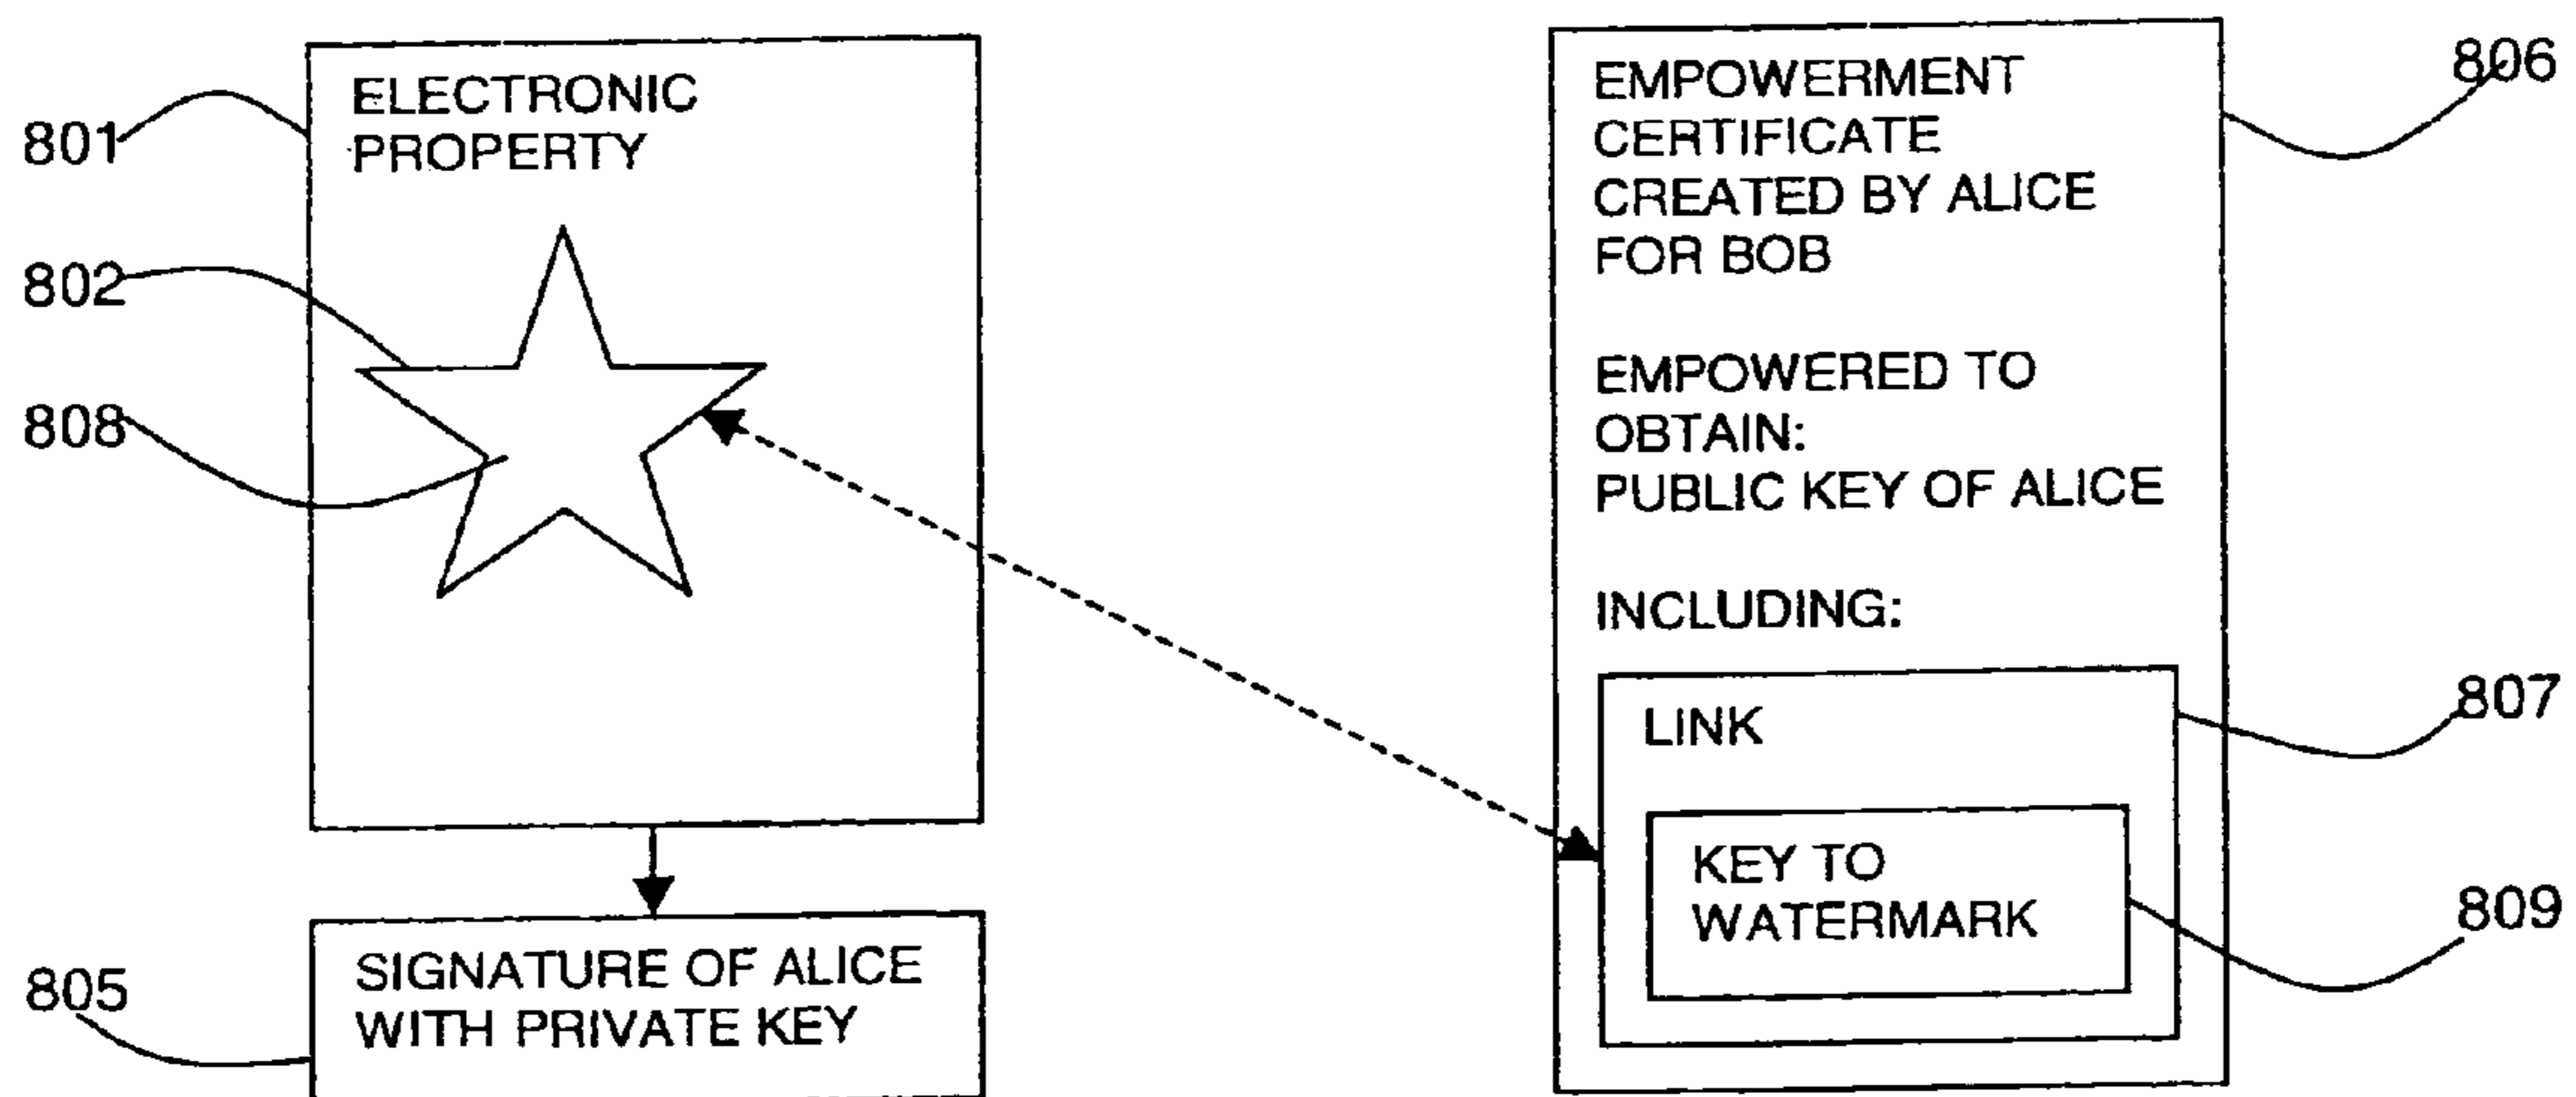 801
ELECTRONIC
PROPERTY
802
808
805
SIGNATURE OF ALICE
WITH PRIVATE KEY
806
EMPOWERMENT
CERTIFICATE
CREATED BY ALICE
FOR BOB
EMPOWERED TO
OBTAIN:
PUBLIC KEY OF ALICE
INCLUDING:
807
LINK
KEY TO
WATERMARK
809